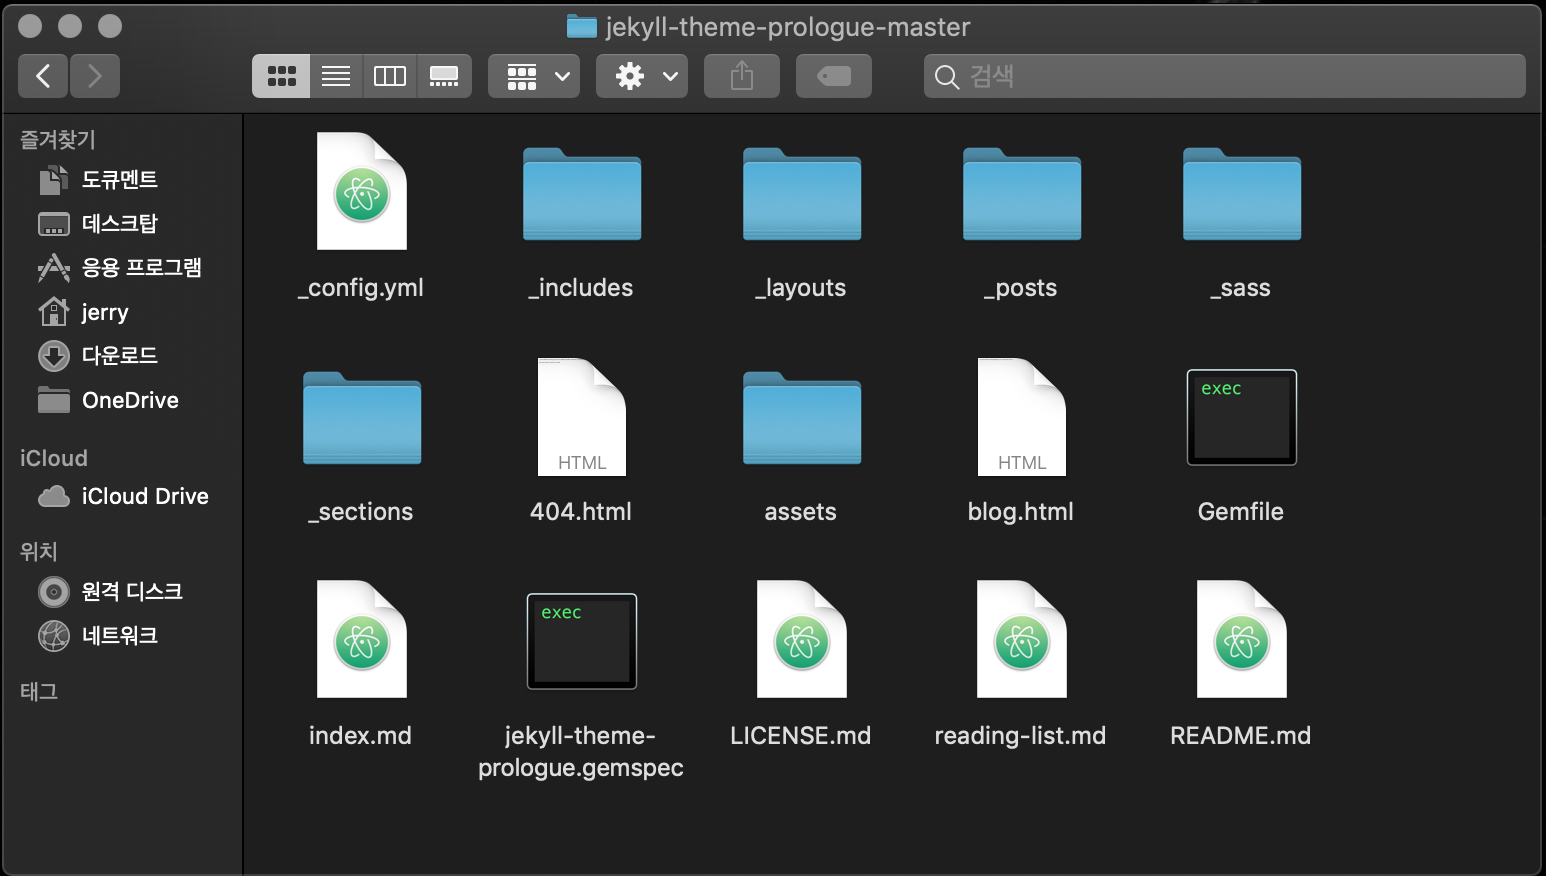 jekyll-theme-prologue-master
검색
즐겨찾기
도큐멘트
데스크탑
응용 프로그램
jerry
다운로드
OneDrive
iCloud
iCloud Drive
위치
원격 디스크
네트워크
태그
_config.yml
_includes
_layouts
_posts
_sass
HTML
HTML
exec
_sections
404.html
assets
blog.html
Gemfile
exec
index.md
jekyll-theme-
prologue.gemspec
LICENSE.md
reading-list.md
README.md